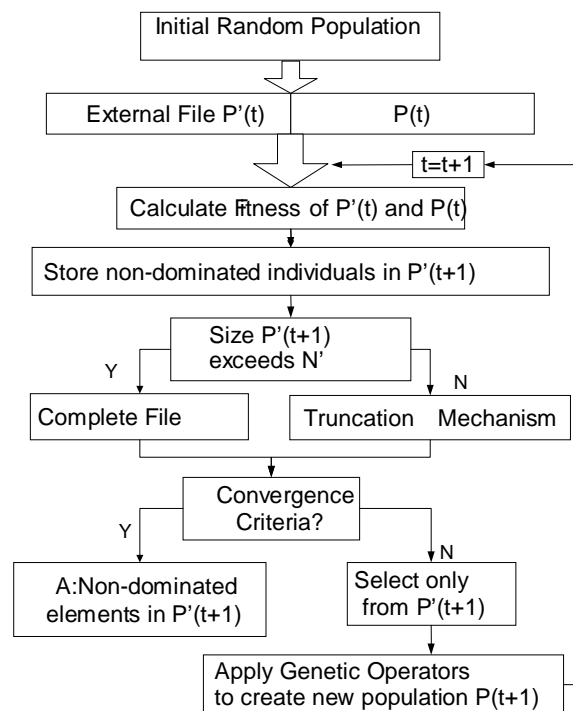 Initial Random Population
External File P'(t)
P(t)
t=t+1
Calculate Fitness of P'(t) and P(t)
Store non-dominated individuals in P'(t+1)
Size P'(t+1)
exceeds N'
Y
N
Complete File
Truncation Mechanism
Convergence
Criteria?
Y
N
A:Non-dominated
elements in P'(t+1)
Select only
from P'(t+1)
Apply Genetic Operators
to create new population P(t+1)